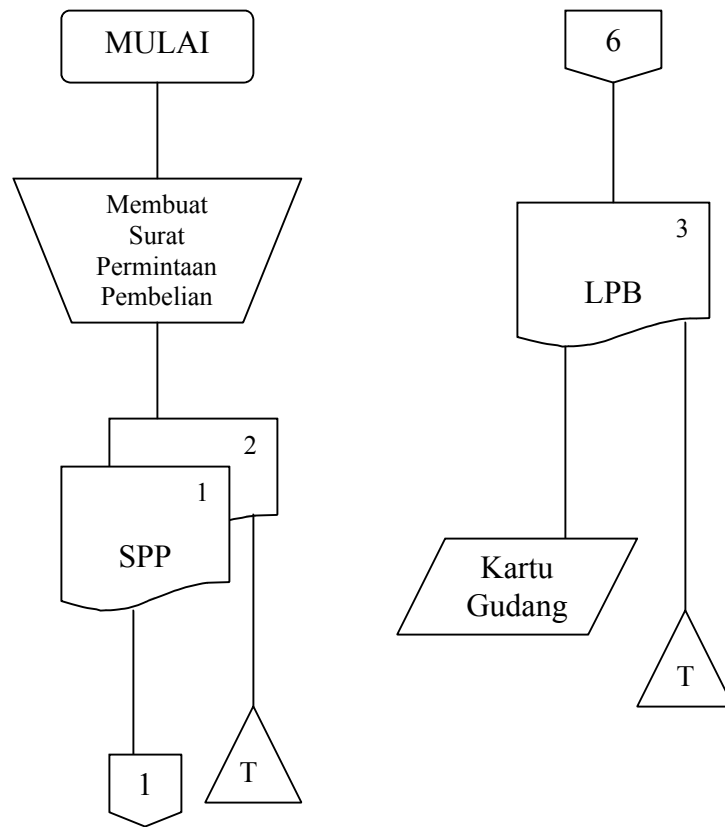 MULAI
Membuat
Surat
Permintaan
Pembelian
2
1
SPP
1
T
6
3
LPB
Kartu
Gudang
T